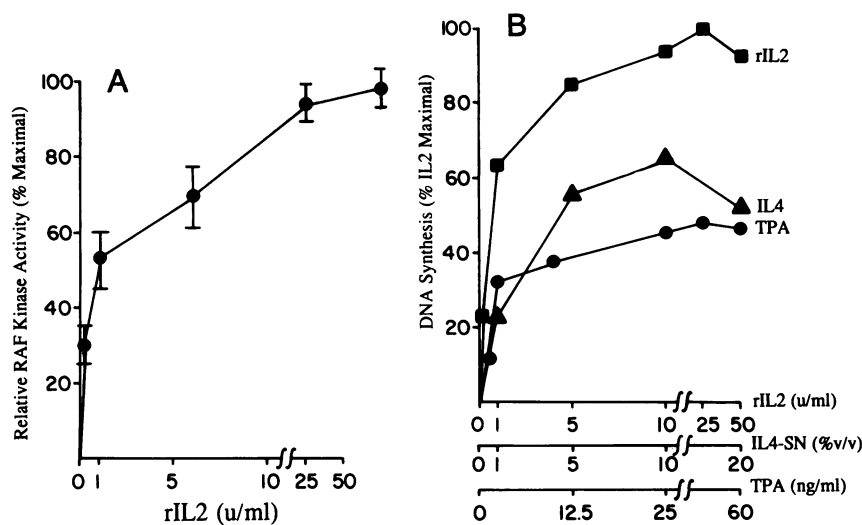 A
Relative RAF Kinase Activity (% Maximal)
100
80
60
40
20
0 1 5 10 25 50
rIL2 (u/ml)
B
DNA Synthesis (% IL2 Maximal)
100
80
60
40
20
rIL2
IL4
TPA
rIL2 (u/ml)
0 1 5 10 25 50
IL4-SN (%v/v)
0 1 5 10 20
TPA (ng/ml)
0 12.5 25 60